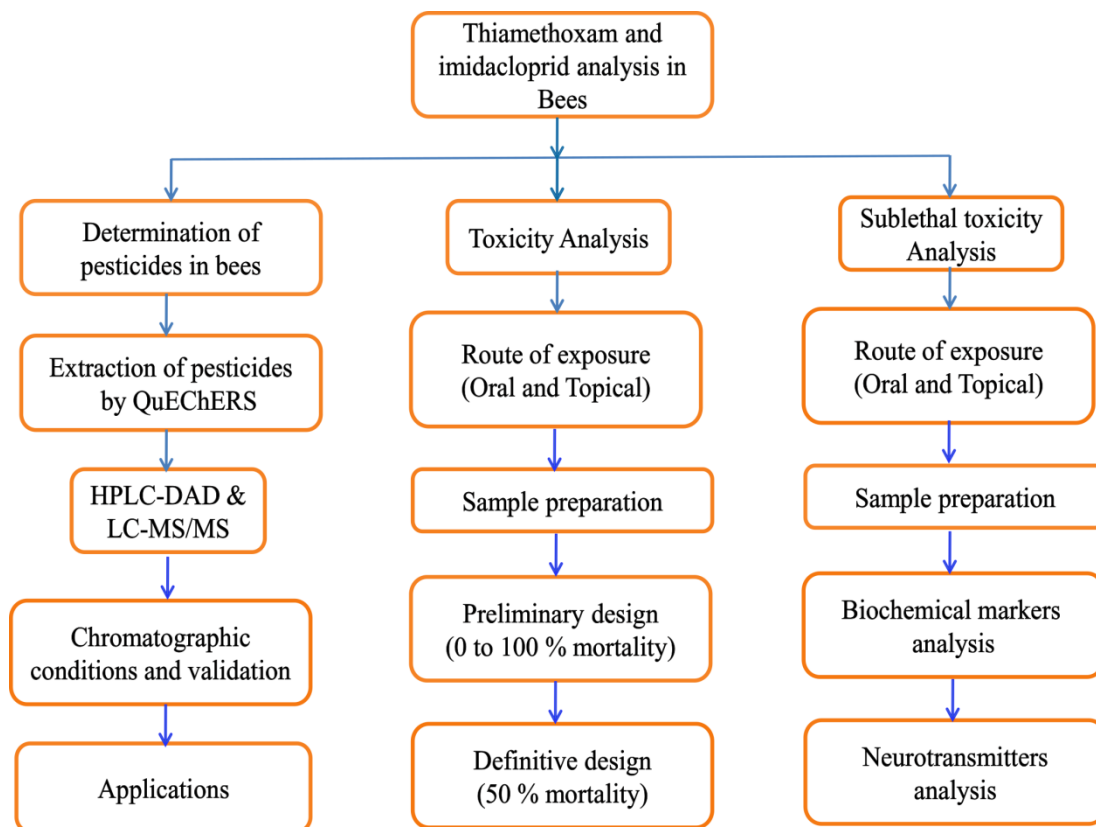 Thiamethoxam and
imidacloprid analysis in
Bees
Determination of
pesticides in bees
Extraction of pesticides
by QuEChERS
HPLC-DAD &
LC-MS/MS
Chromatographic
conditions and validation
Applications
Toxicity Analysis
Route of exposure
(Oral and Topical)
Sample preparation
Preliminary design
(0 to 100 % mortality)
Definitive design
(50 % mortality)
Sublethal toxicity
Analysis
Route of exposure
(Oral and Topical)
Sample preparation
Biochemical markers
analysis
Neurotransmitters
analysis